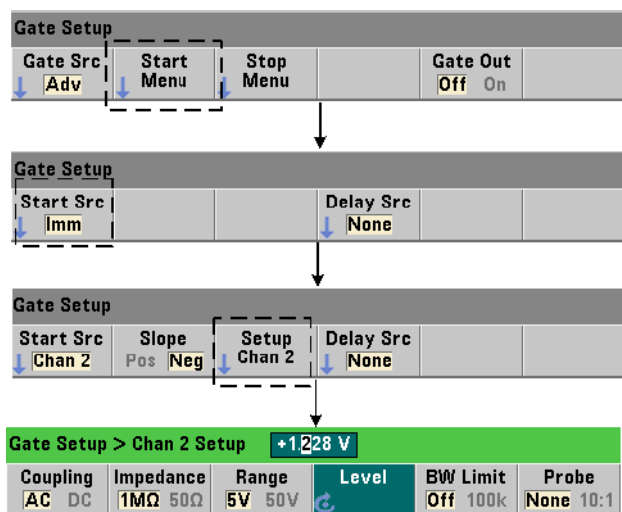 Gate Setup
Gate Src Start Stop Gate Out
Adv Menu Menu Off On
Gate Setup
Start Src Delay Src
Imm None
Gate Setup
Start Src Slope Setup Delay Src
Chan 2 Pos Neg Chan 2 None
Gate Setup > Chan 2 Setup +1.228 V
Coupling Impedance Range Level BW Limit Probe
AC DC 1MΩ 50Ω 5V 50V Off 100k None 10:1